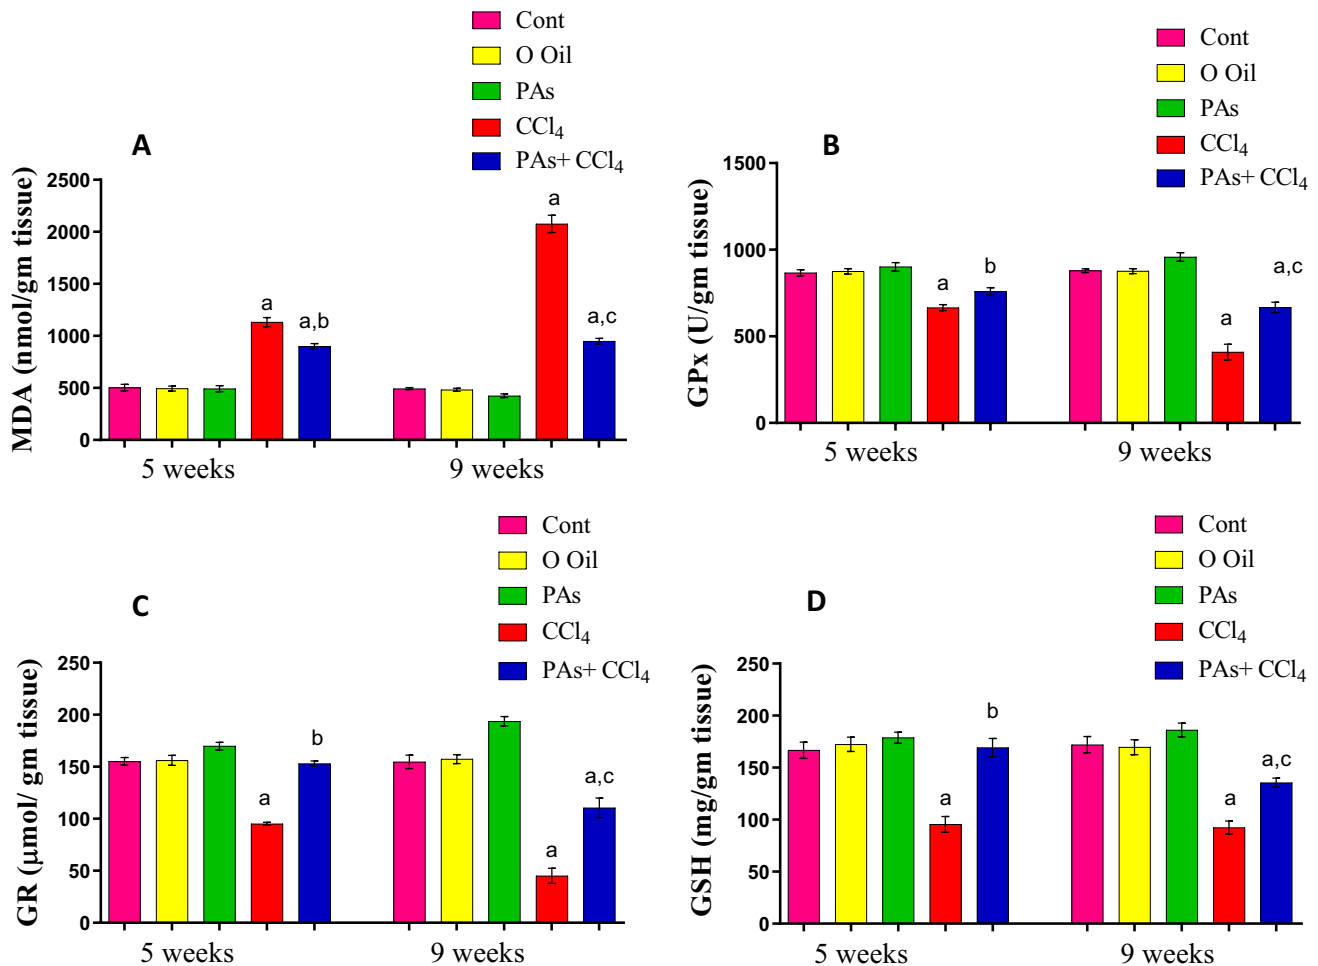 Cont
O Oil
PAs
CCl4
PAs+ CCl4
A
MDA (nmol/gm tissue)
2500
2000
1500
1000
500
0
a
a,b
a
a,c
5 weeks
9 weeks
Cont
O Oil
PAs
CCl4
PAs+ CCl4
B
GPx (U/gm tissue)
1500
1000
500
0
a
b
a
a,c
5 weeks
9 weeks
Cont
O Oil
PAs
CCl4
PAs+ CCl4
C
GR (μmol/ gm tissue)
250
200
150
100
50
0
a
b
a
a,c
5 weeks
9 weeks
Cont
O Oil
PAs
CCl4
PAs+ CCl4
D
GSH (mg/gm tissue)
250
200
150
100
50
0
a
b
a
a,c
5 weeks
9 weeks